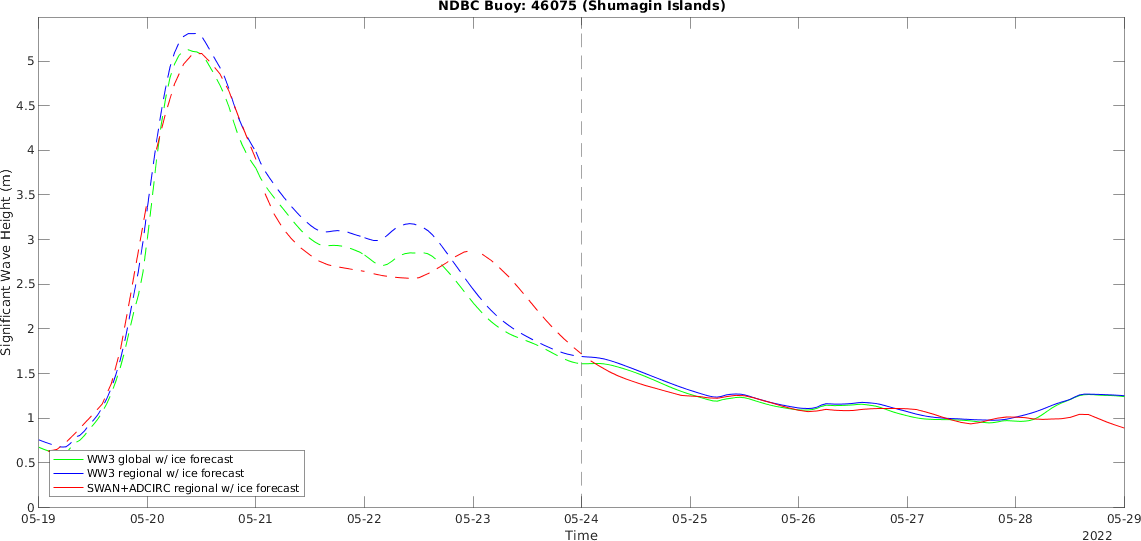 NDBC Buoy: 46075 (Shumagin Islands)
Significant Wave Height (m)
5
4.5
4
3.5
3
2.5
2
1.5
1
0.5
0
WW3 global w/ ice forecast
WW3 regional w/ ice forecast
SWAN+ADCIRC regional w/ ice forecast
05-19 05-20 05-21 05-22 05-23 05-24 05-25 05-26 05-27 05-28 05-29
Time
2022